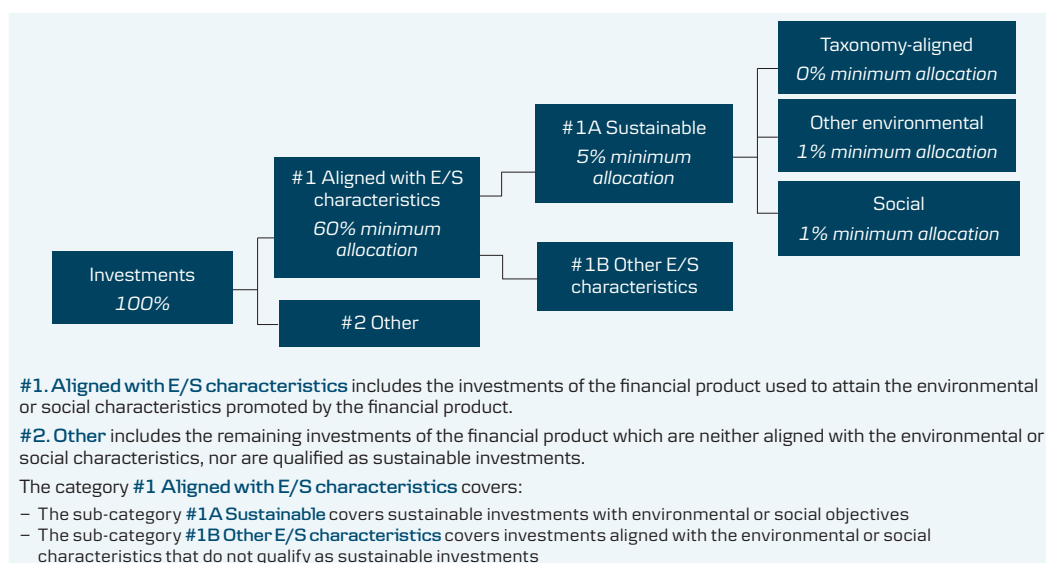 Taxonomy-aligned
0% minimum allocation
Other environmental
1% minimum allocation
Social
1% minimum allocation
#1A Sustainable
5% minimum
allocation
#1 Aligned with E/S
characteristics
60% minimum
allocation
#1B Other E/S
characteristics
Investments
100%
#2 Other
#1. Aligned with E/S characteristics includes the investments of the financial product used to attain the environmental
or social characteristics promoted by the financial product.
#2. Other includes the remaining investments of the financial product which are neither aligned with the environmental or
social characteristics, nor are qualified as sustainable investments.
The category #1 Aligned with E/S characteristics covers:
– The sub-category #1A Sustainable covers sustainable investments with environmental or social objectives
– The sub-category #1B Other E/S characteristics covers investments aligned with the environmental or social
characteristics that do not qualify as sustainable investments